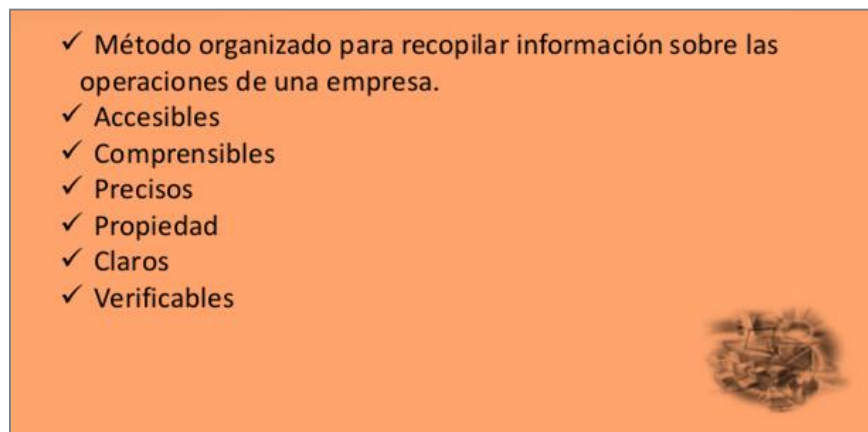 ✓ Método organizado para recopilar información sobre las
operaciones de una empresa.
✓ Accesibles
✓ Comprensibles
✓ Precisos
✓ Propiedad
✓ Claros
✓ Verificables